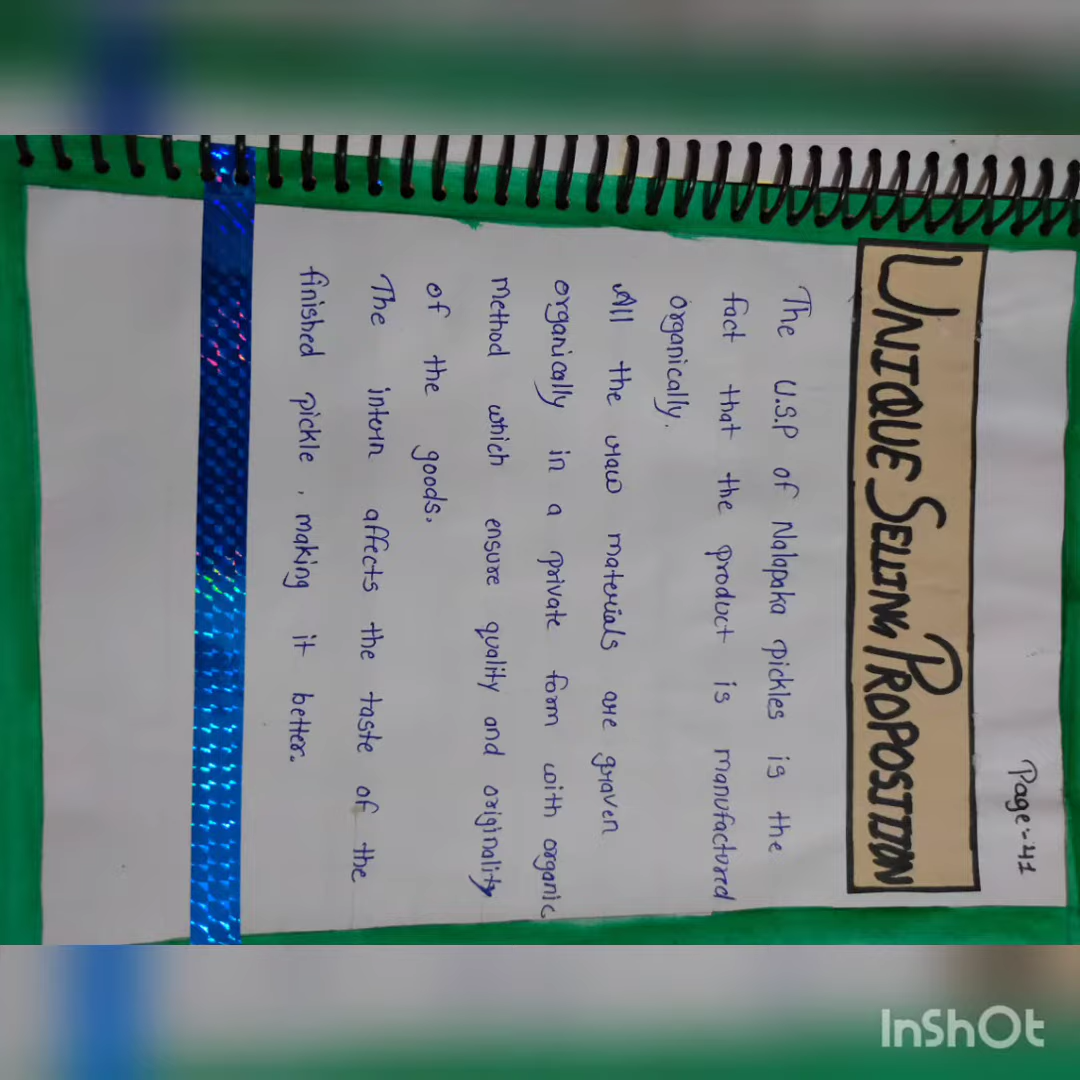 Page-41
UNIQUE SELLING PROPOSITION
The U.S.P of Nalapaka pickles is the
fact that the product is manufactured
organically.
All the raw materials are graven
organically in a private form with organic
method which ensure quality and originality
of the goods.
The intern affects the taste of the
finished pickle, making it better.
InShOt